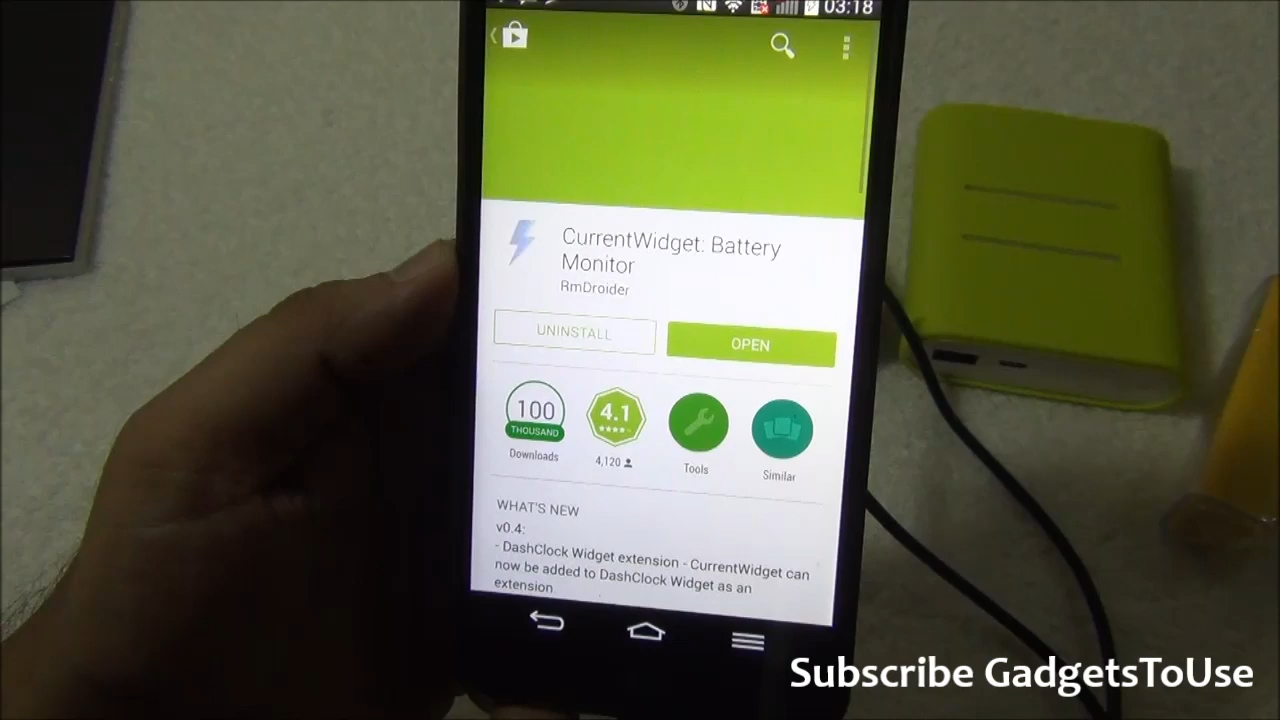 03:18
CurrentWidget: Battery
Monitor
RmDroider
UNINSTALL
OPEN
100
THOUSAND
Downloads
4.1
4,120
Tools
Similar
WHAT'S NEW
v0.4:
- DashClock Widget extension - CurrentWidget can
now be added to DashClock Widget as an
extension
Subscribe GadgetsToUse